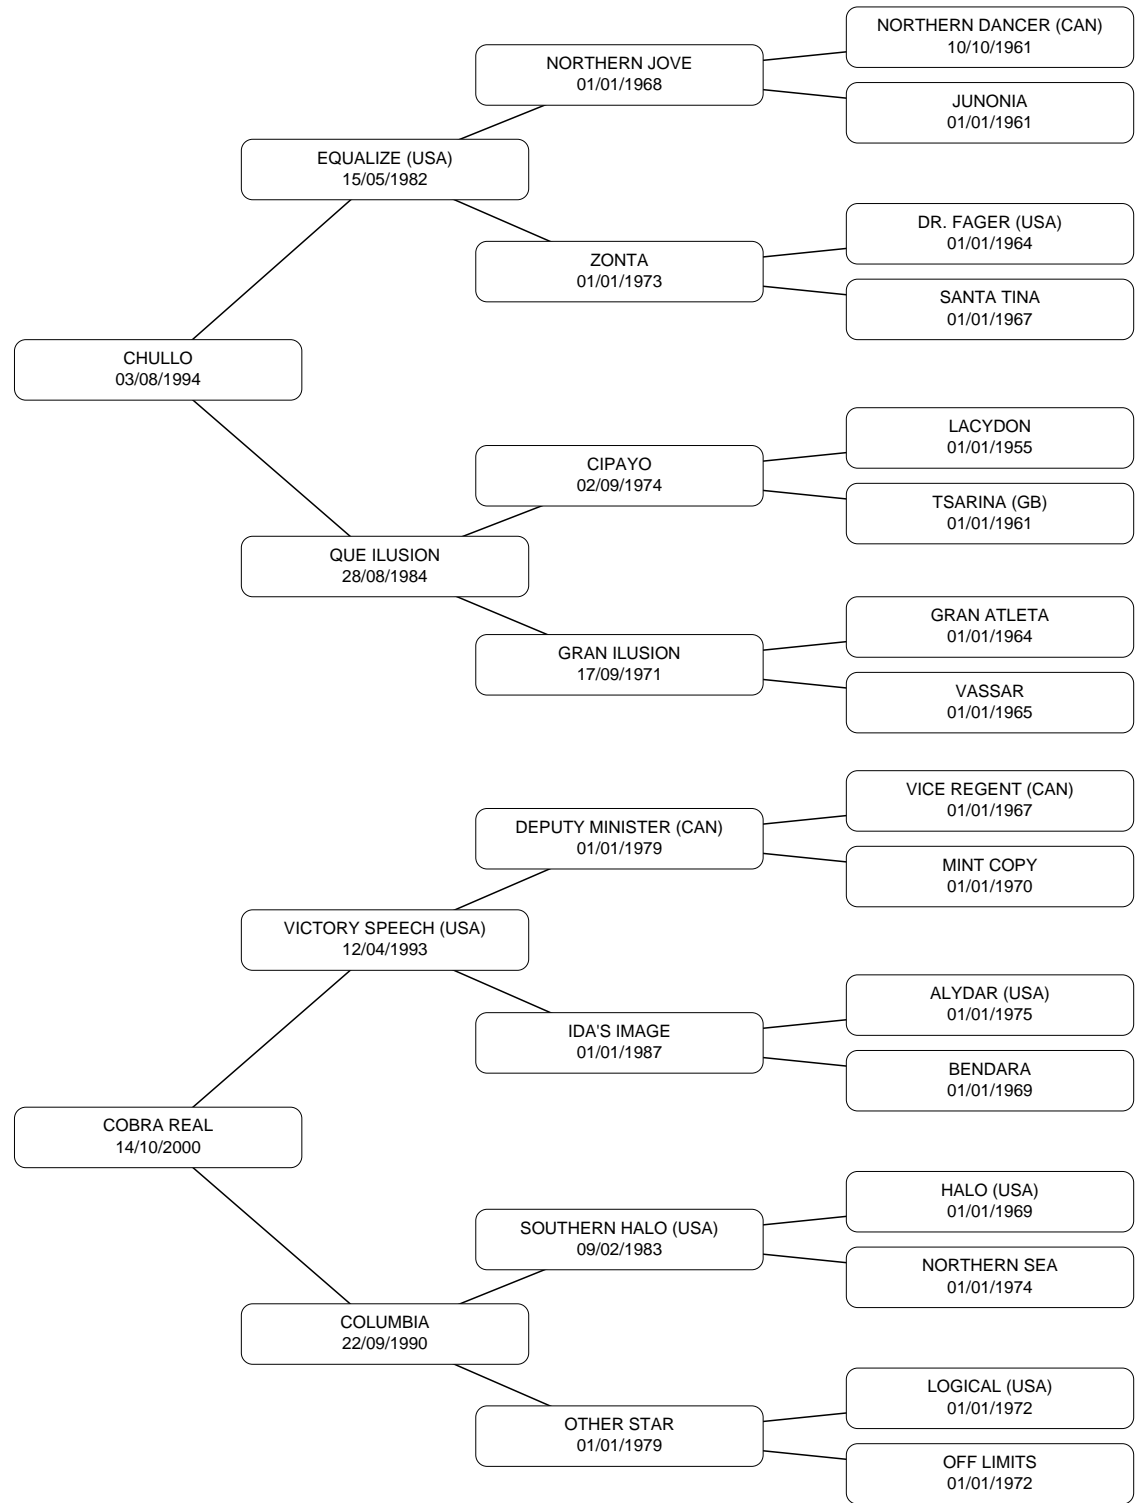 NORTHERN DANCER (CAN)
10/10/1961
NORTHERN JOVE
01/01/1968
JUNONIA
01/01/1961
EQUALIZE (USA)
15/05/1982
DR. FAGER (USA)
01/01/1964
ZONTA
01/01/1973
SANTA TINA
01/01/1967
CHULLO
03/08/1994
LACYDON
01/01/1955
CIPAYO
02/09/1974
TSARINA (GB)
01/01/1961
QUE ILUSION
28/08/1984
GRAN ATLETA
01/01/1964
GRAN ILUSION
17/09/1971
VASSAR
01/01/1965
VICE REGENT (CAN)
01/01/1967
DEPUTY MINISTER (CAN)
01/01/1979
MINT COPY
01/01/1970
VICTORY SPEECH (USA)
12/04/1993
ALYDAR (USA)
01/01/1975
IDA'S IMAGE
01/01/1987
BENDARA
01/01/1969
COBRA REAL
14/10/2000
HALO (USA)
01/01/1969
SOUTHERN HALO (USA)
09/02/1983
NORTHERN SEA
01/01/1974
COLUMBIA
22/09/1990
LOGICAL (USA)
01/01/1972
OTHER STAR
01/01/1979
OFF LIMITS
01/01/1972